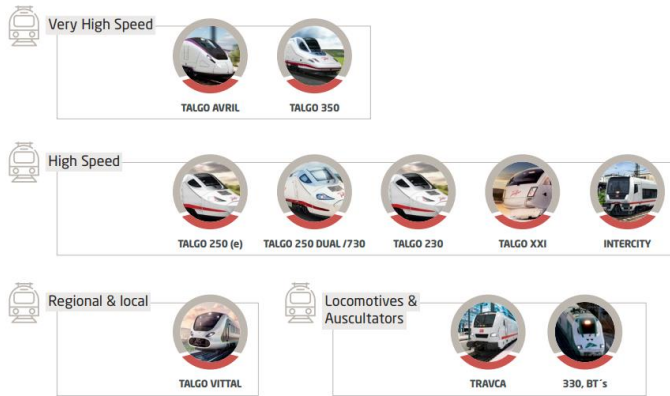 Very High Speed
TALGO AVRIL
TALGO 350
High Speed
TALGO 250 (e)
TALGO 250 DUAL /730
TALGO 230
TALGO XXI
INTERCITY
Regional & local
TALGO VITTAL
Locomotives &
Auscultators
TRAVCA
330, BT´s